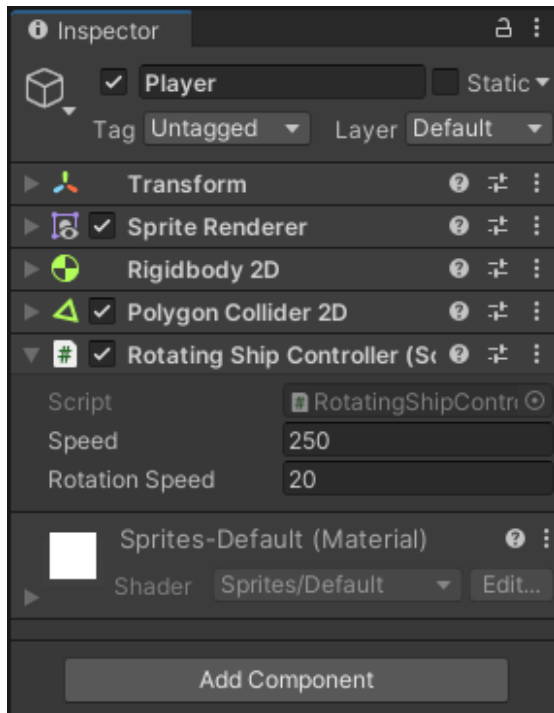 Inspector
Player Static
Tag Untagged Layer Default
Transform
Sprite Renderer
Rigidbody 2D
Polygon Collider 2D
# Rotating Ship Controller (Sc
Script # RotatingShipContr
Speed 250
Rotation Speed 20
Sprites-Default (Material)
Shader Sprites/Default Edit...
Add Component